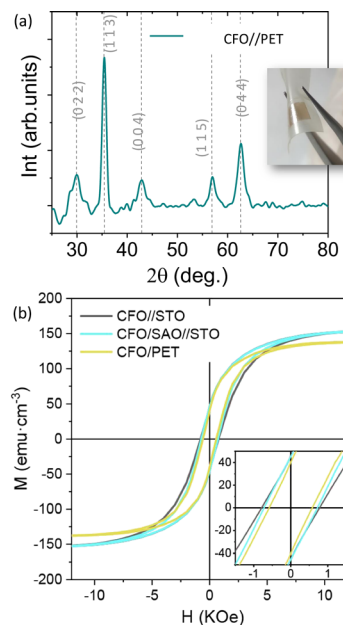 (a)
CFO//PET
(0 2 2)
(1 1 3)
(0 0 4)
(1 1 5)
(0 4 4)
Int (arb.units)
30 40 50 60 70 80
2θ (deg.)
(b)
200
150
100
50
0
-50
-100
-150
-200
M (emu·cm-3)
CFO//STO
CFO/SAO//STO
CFO/PET
40
20
0
-20
-40
-1 0 1
-10 -5 0 5 10
H (KOe)